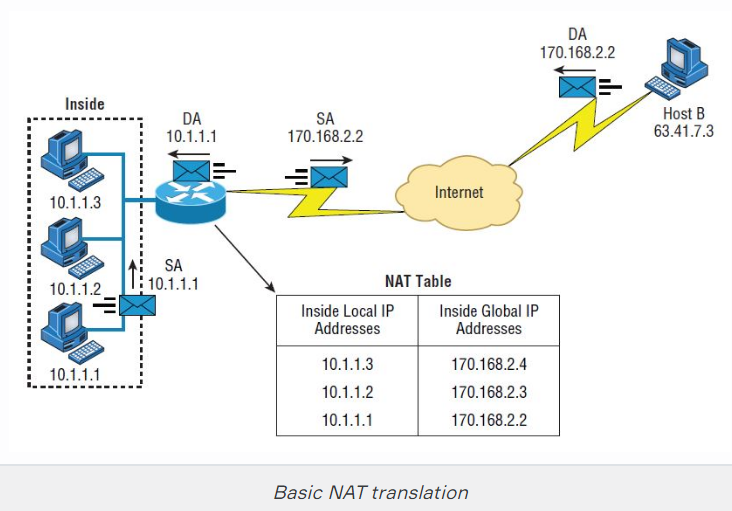 DA
170.168.2.2
Host B
63.41.7.3
Inside
DA
10.1.1.1
SA
170.168.2.2
Internet
10.1.1.3
10.1.1.2
SA
10.1.1.1
10.1.1.1
NAT Table
Inside Local IP
Addresses
Inside Global IP
Addresses
10.1.1.3 170.168.2.4
10.1.1.2 170.168.2.3
10.1.1.1 170.168.2.2
Basic NAT translation